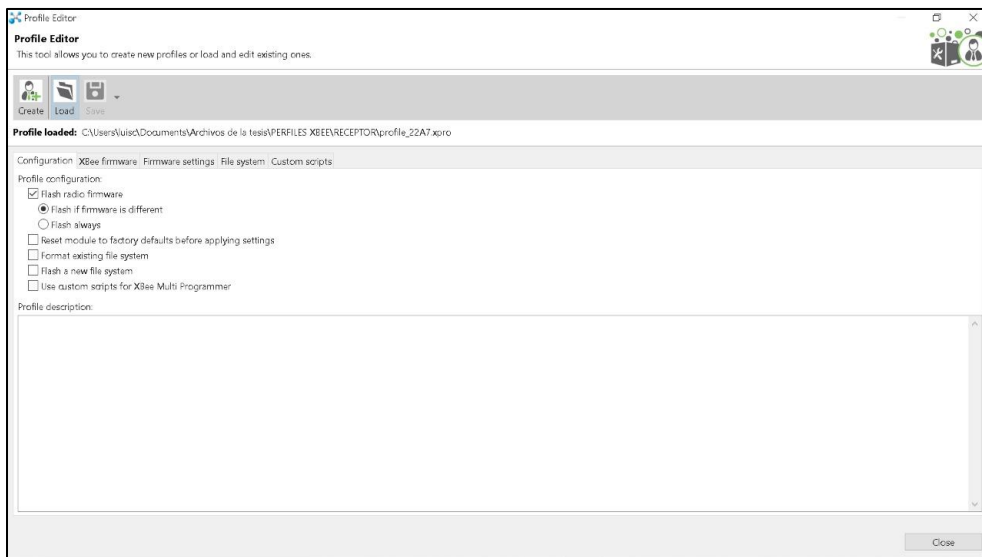 Profile Editor
Profile Editor
This tool allows you to create new profiles or load and edit existing ones.
Create Load Save
Profile loaded: C:\Users\luisc\Documents\Archivos de la tesis\PERFILES XBEE\RECEPTOR\profile_22A7.xpro
Configuration XBee firmware Firmware settings File system Custom scripts
Profile configuration:
Flash radio firmware
Flash if firmware is different
Flash always
Reset module to factory defaults before applying settings
Format existing file system
Flash a new file system
Use custom scripts for XBee Multi Programmer
Profile description:
Close